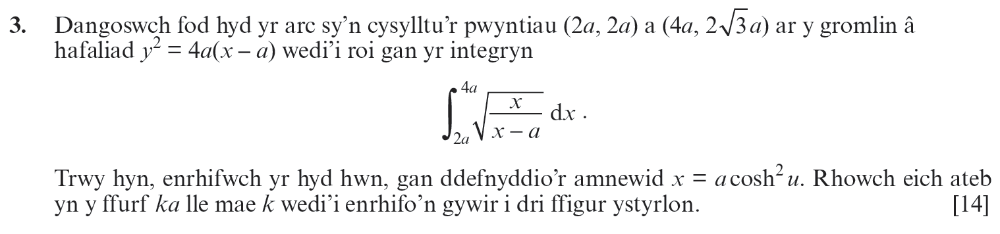 3. Dangoswch fod hyd yr arc sy’n cysylltu’r pwyntiau (2a, 2a) a (4a, 2√3a) ar y gromlin â
hafaliad y² = 4a(x – a) wedi’i roi gan yr integryn
∫_{2a}^{4a} √(x/(x – a)) dx .
Trwy hyn, enrhifwch yr hyd hwn, gan ddefnyddio’r amnewid x = a cosh² u. Rhowch eich ateb
yn y ffurf ka lle mae k wedi’i enrhifo’n gywir i dri ffigur ystyrlon. [14]